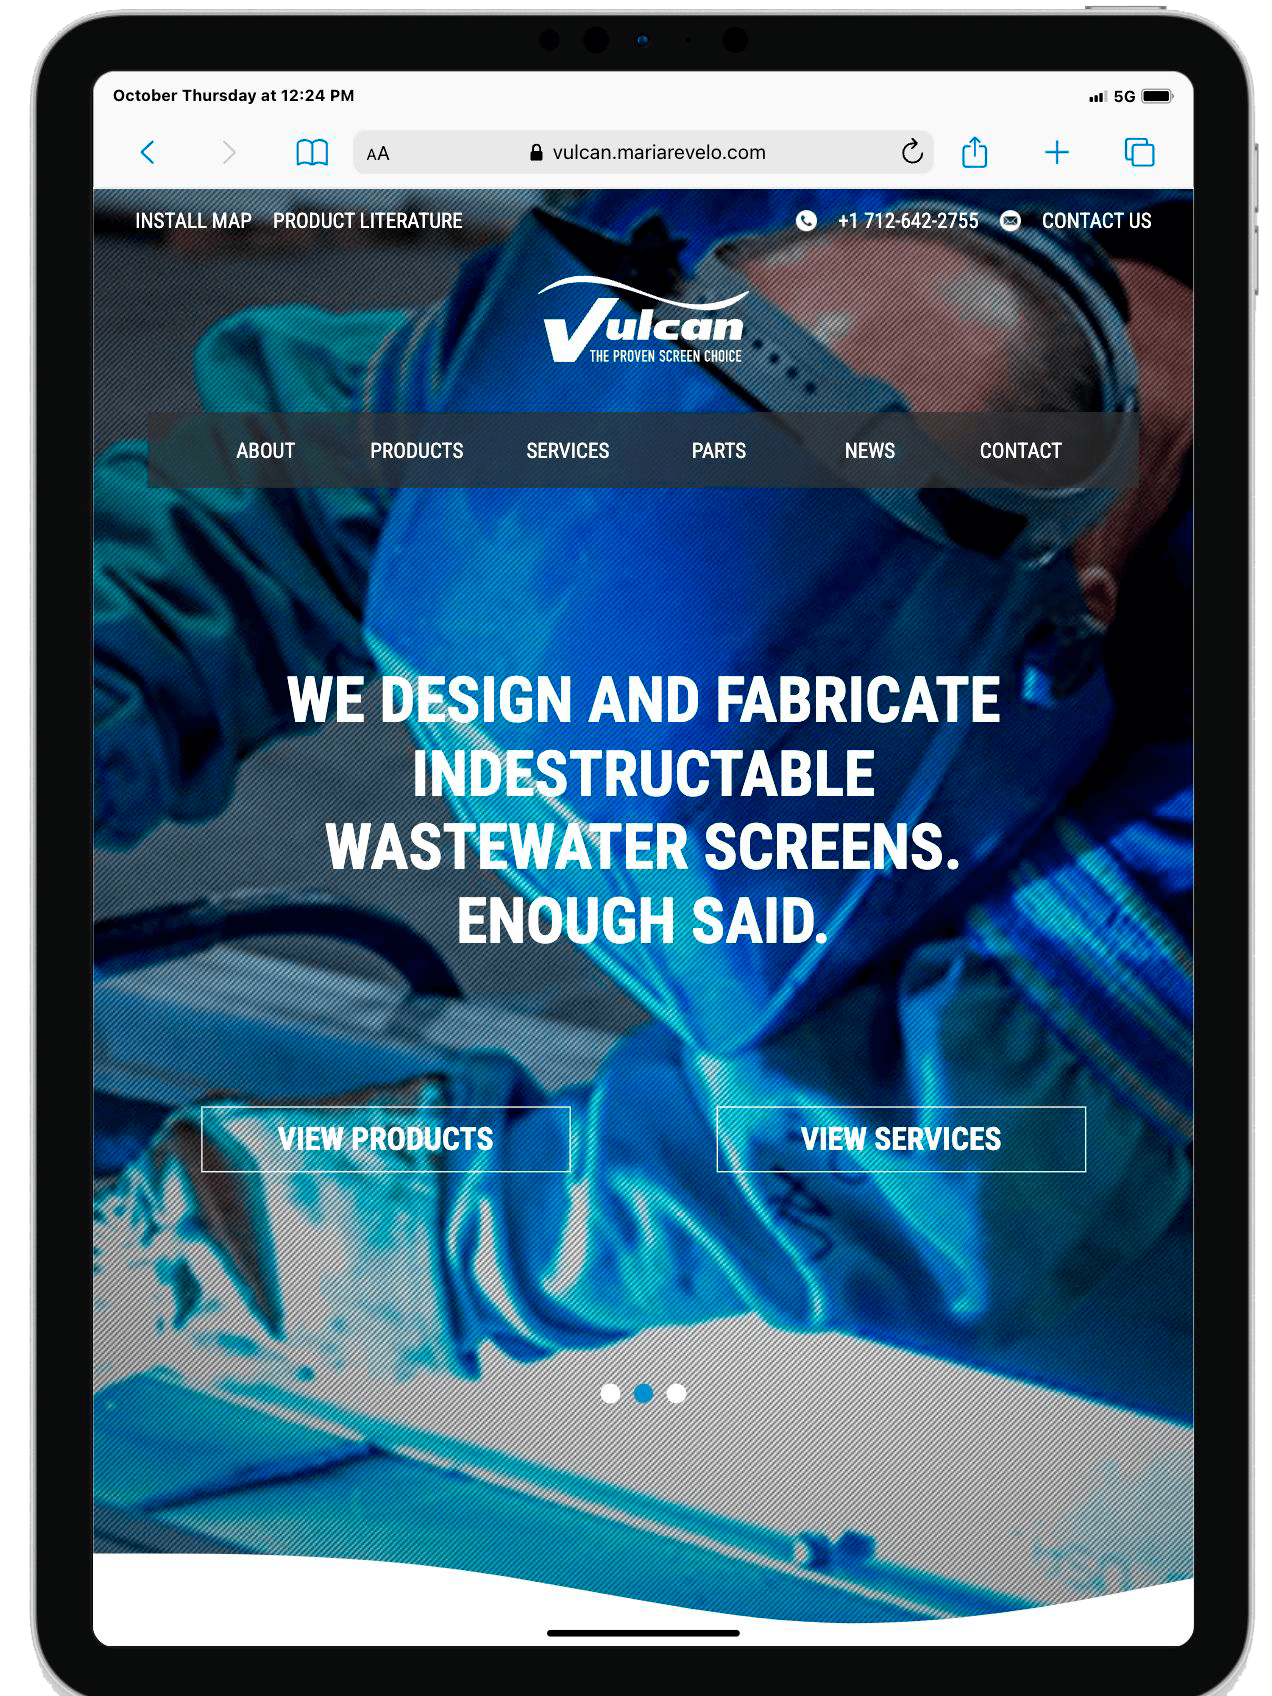 October Thursday at 12:24 PM
5G
AA
vulcan.mariarevelo.com
INSTALL MAP PRODUCT LITERATURE +1 712-642-2755 CONTACT US
Vulcan
THE PROVEN SCREEN CHOICE
ABOUT PRODUCTS SERVICES PARTS NEWS CONTACT
WE DESIGN AND FABRICATE
INDESTRUCTABLE
WASTEWATER SCREENS.
ENOUGH SAID.
VIEW PRODUCTS VIEW SERVICES